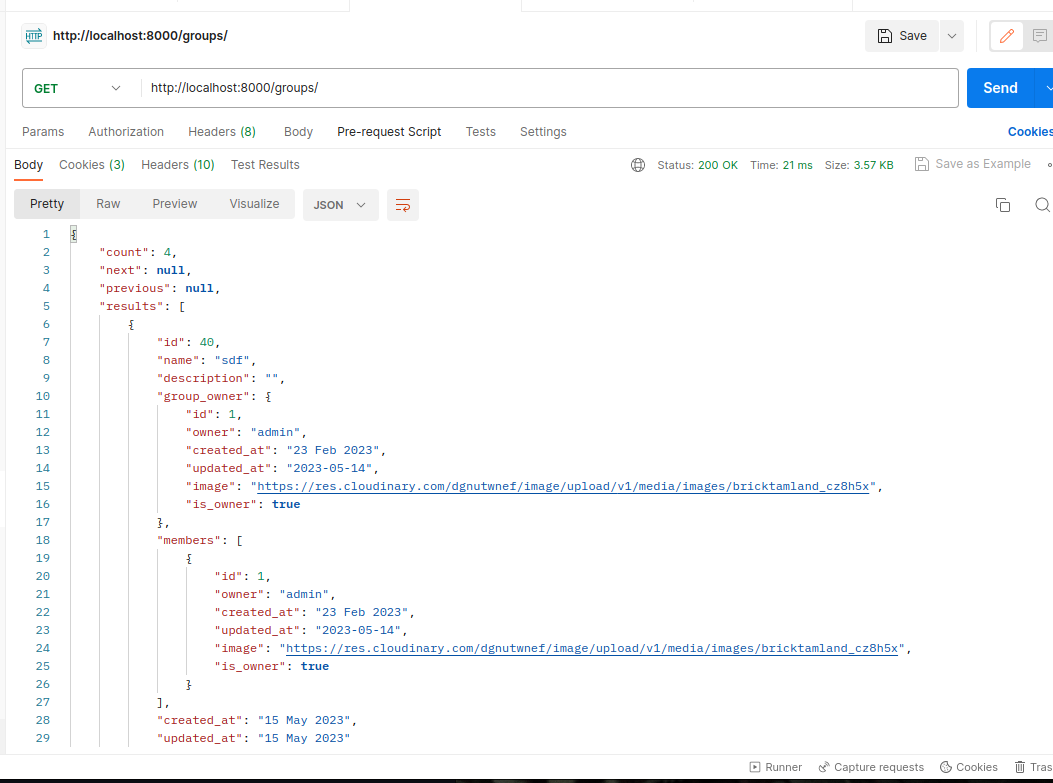 HTTP http://localhost:8000/groups/ Save
GET http://localhost:8000/groups/ Send
Params Authorization Headers (8) Body Pre-request Script Tests Settings Cookies
Body Cookies (3) Headers (10) Test Results Status: 200 OK Time: 21 ms Size: 3.57 KB Save as Example
Pretty Raw Preview Visualize JSON
1 {
2 "count": 4,
3 "next": null,
4 "previous": null,
5 "results": [
6 {
7 "id": 40,
8 "name": "sdf",
9 "description": "",
10 "group_owner": {
11 "id": 1,
12 "owner": "admin",
13 "created_at": "23 Feb 2023",
14 "updated_at": "2023-05-14",
15 "image": "https://res.cloudinary.com/dgnutwnef/image/upload/v1/media/images/bricktamland_cz8h5x",
16 "is_owner": true
17 },
18 "members": [
19 {
20 "id": 1,
21 "owner": "admin",
22 "created_at": "23 Feb 2023",
23 "updated_at": "2023-05-14",
24 "image": "https://res.cloudinary.com/dgnutwnef/image/upload/v1/media/images/bricktamland_cz8h5x",
25 "is_owner": true
26 }
27 ],
28 "created_at": "15 May 2023",
29 "updated_at": "15 May 2023"
Runner Capture requests Cookies Tras